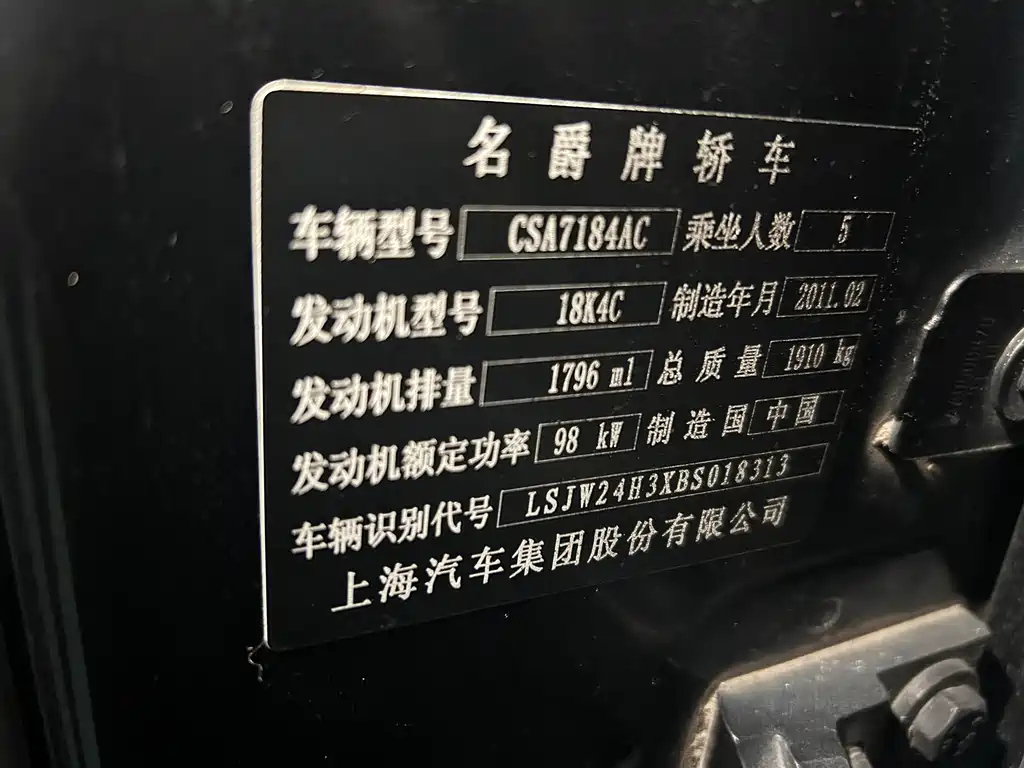 名爵牌轿车
车辆型号 CSA7184AC 乘坐人数 5
发动机型号 18K4C 制造年月 2011.02
发动机排量 1796 ml 总质量 1910 kg
发动机额定功率 98 kW 制造国 中国
车辆识别代号 LSJW24H3XBS018313
上海汽车集团股份有限公司